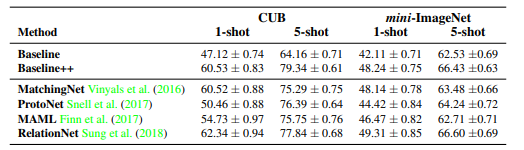 CUB mini-ImageNet
Method 1-shot 5-shot 1-shot 5-shot
Baseline 47.12 ± 0.74 64.16 ± 0.71 42.11 ± 0.71 62.53 ±0.69
Baseline++ 60.53 ± 0.83 79.34 ± 0.61 48.24 ± 0.75 66.43 ±0.63
MatchingNet Vinyals et al. (2016) 60.52 ± 0.88 75.29 ± 0.75 48.14 ± 0.78 63.48 ±0.66
ProtoNet Snell et al. (2017) 50.46 ± 0.88 76.39 ± 0.64 44.42 ± 0.84 64.24 ±0.72
MAML Finn et al. (2017) 54.73 ± 0.97 75.75 ± 0.76 46.47 ± 0.82 62.71 ±0.71
RelationNet Sung et al. (2018) 62.34 ± 0.94 77.84 ± 0.68 49.31 ± 0.85 66.60 ±0.69